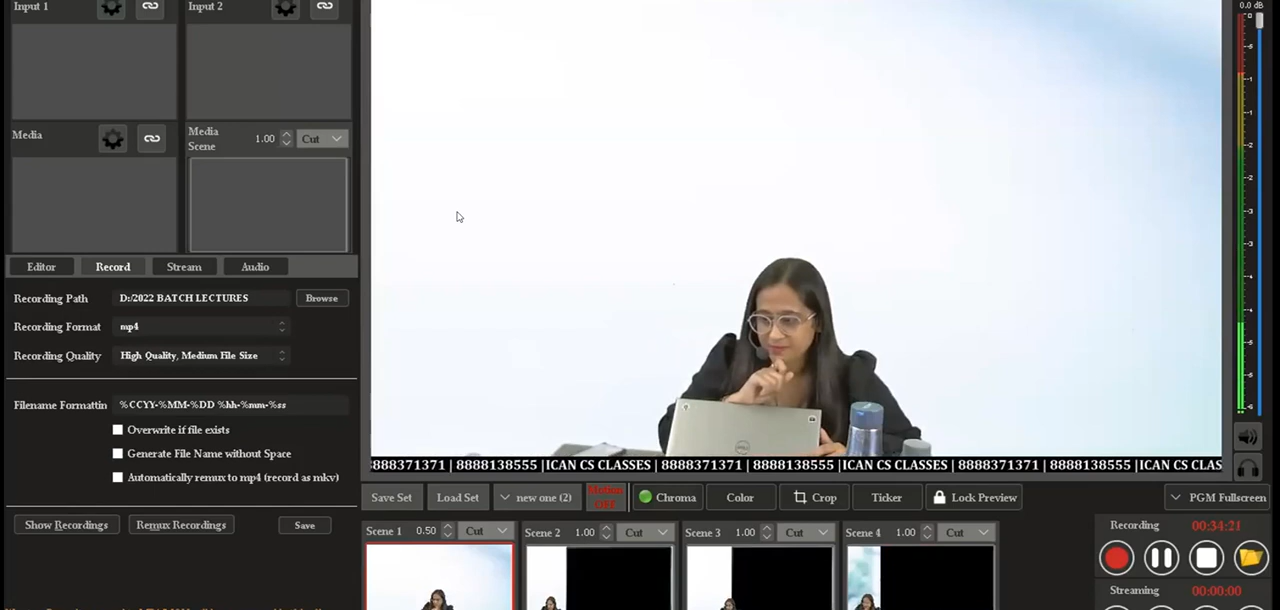 Input 1
Input 2
0.0 dB
Media
Media Scene 1.00 Cut
Editor Record Stream Audio
Recording Path D:/2022 BATCH LECTURES Browse
Recording Format mp4
Recording Quality High Quality, Medium File Size
Filename Formattin %CCYY-%MM-%DD %hh-%mm-%ss
Overwrite if file exists
Generate File Name without Space
Automatically remux to mp4 (record as mkv)
Show Recordings Remux Recordings Save
8888371371 | 8888138555 |ICAN CS CLASSES | 8888371371 | 8888138555 |ICAN CS CLASSES | 8888371371 | 8888138555 |ICAN CS CLAS
Save Set Load Set new one (2) Motion OFF Chroma Color Crop Ticker Lock Preview PGM Fullscreen
Scene 1 0.50 Cut Scene 2 1.00 Cut Scene 3 1.00 Cut Scene 4 1.00 Cut
Recording 00:34:21
Streaming 00:00:00